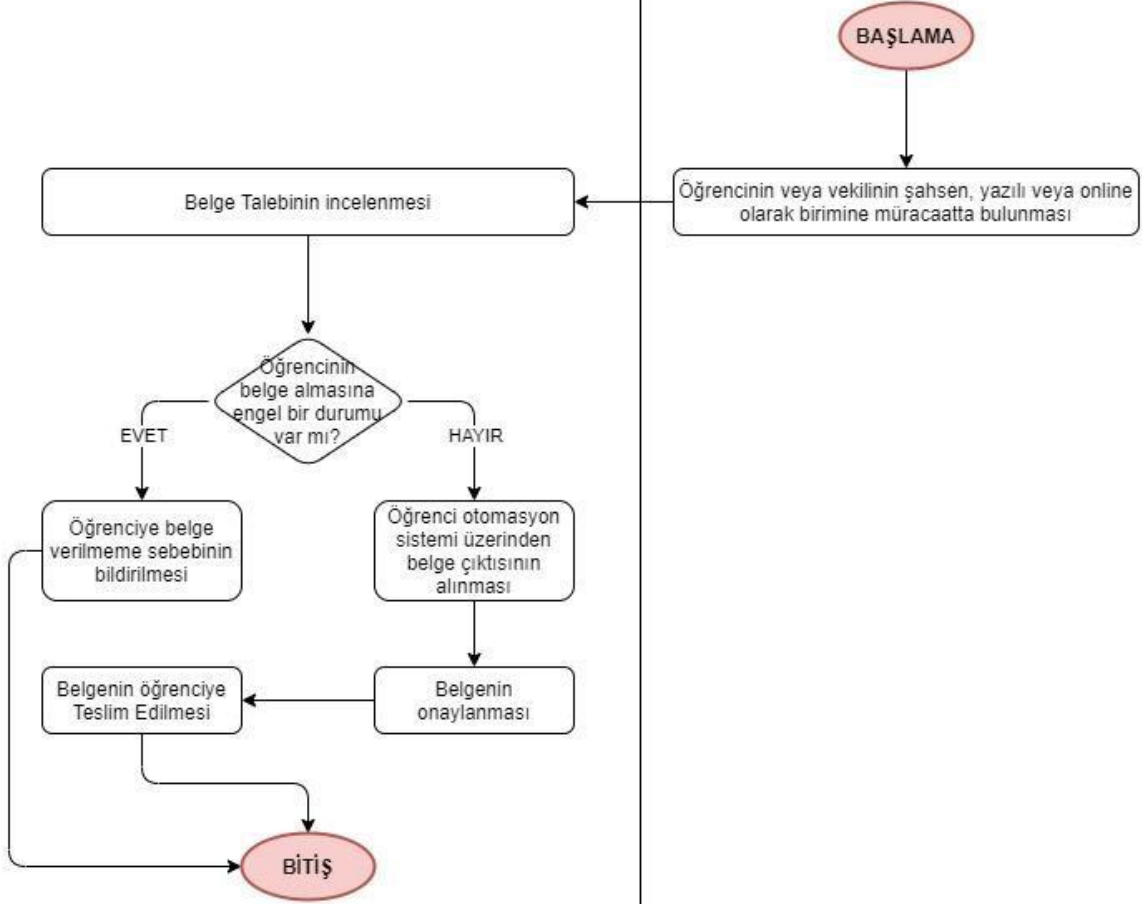 BAŞLAMA
Öğrencinin veya vekilinin şahsen, yazılı veya online
olarak birimine müracaatta bulunması
Belge Talebinin incelenmesi
Öğrencinin
belge almasına
engel bir durumu
var mı?
EVET
HAYIR
Öğrenciye belge
verilmeme sebebinin
bildirilmesi
Öğrenci otomasyon
sistemi üzerinden
belge çıktısının
alınması
Belgenin
onaylanması
Belgenin öğrenciye
Teslim Edilmesi
BİTİŞ